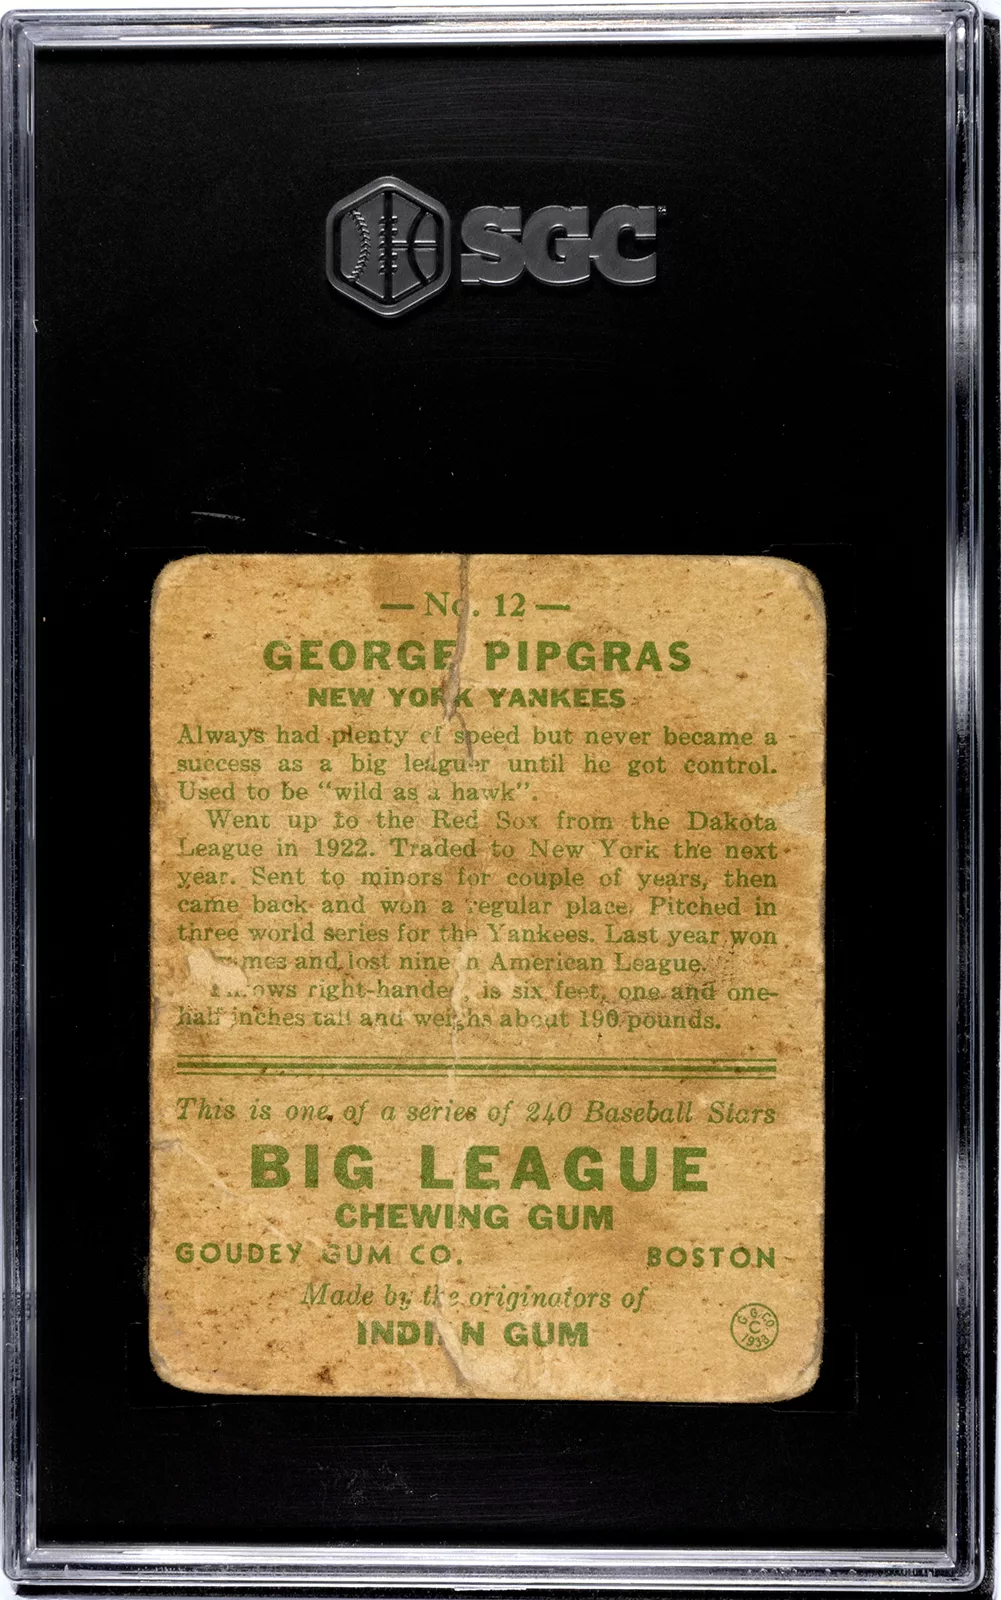 SGC
— No. 12 —
GEORGE PIPGRAS
NEW YORK YANKEES
Always had plenty of speed but never became a
success as a big leaguer until he got control.
Used to be “wild as a hawk”.
Went up to the Red Sox from the Dakota
League in 1922. Traded to New York the next
year. Sent to minors for couple of years, then
came back and won a regular place. Pitched in
three world series for the Yankees. Last year won
and lost nine in American League.
Throws right-handed, is six feet, one and one-
half inches tall and weighs about 190 pounds.
This is one of a series of 240 Baseball Stars
BIG LEAGUE
CHEWING GUM
GOUDEY GUM CO. BOSTON
Made by the originators of
INDIAN GUM
G.G.CO.
C
1933